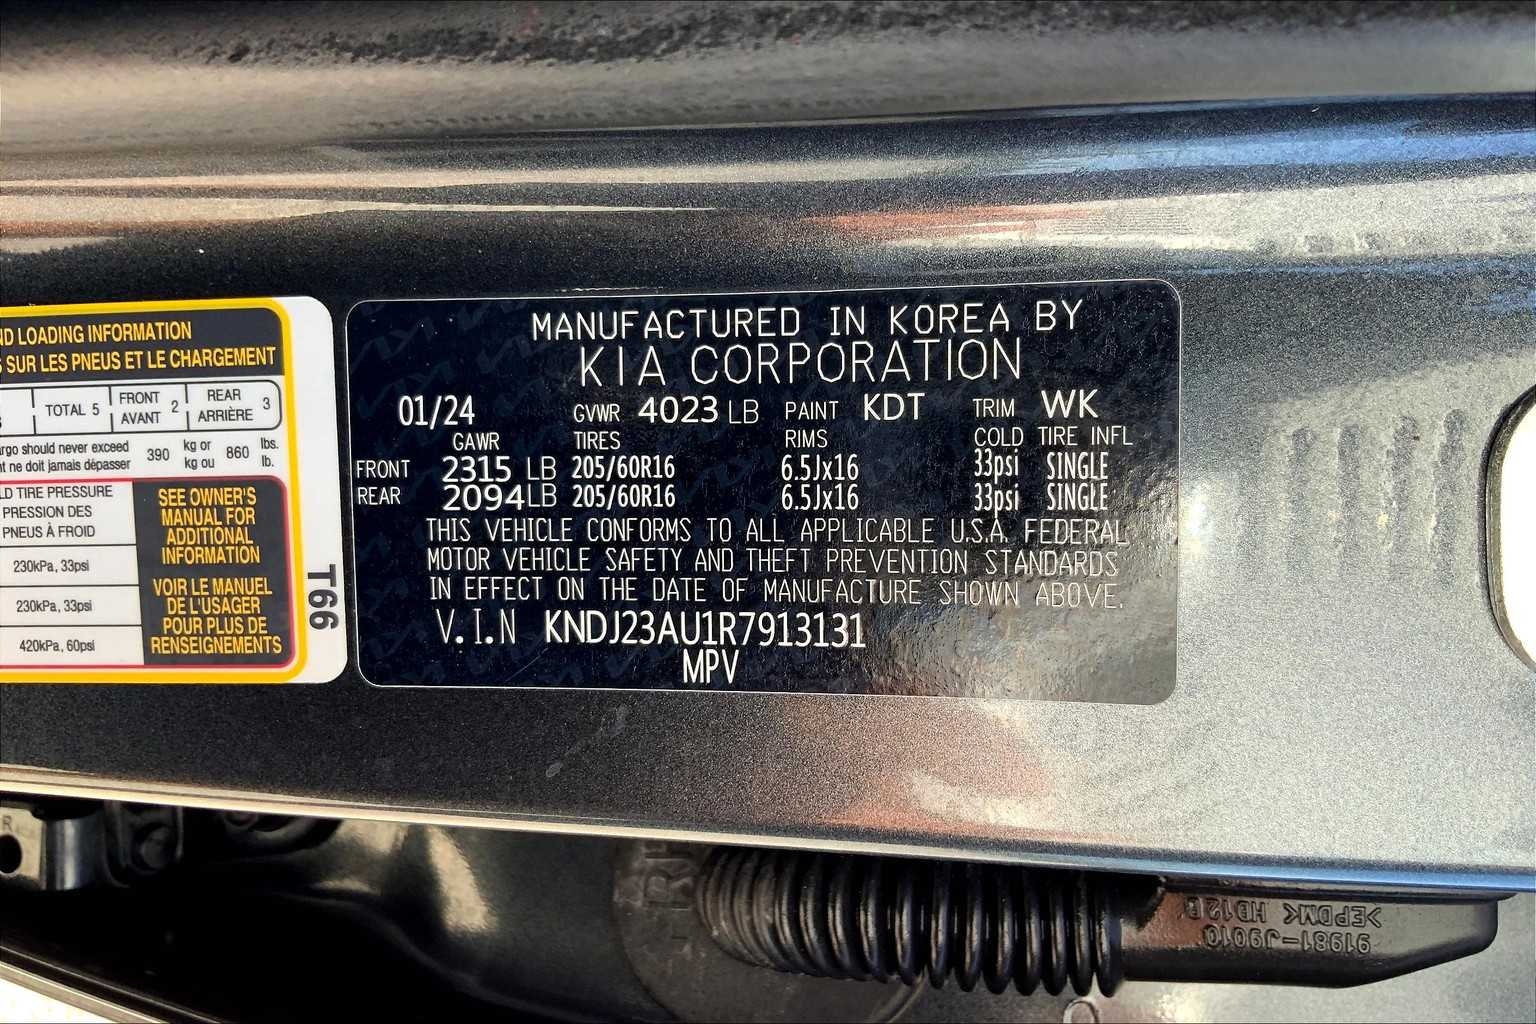 ND LOADING INFORMATION
SUR LES PNEUS ET LE CHARGEMENT
TOTAL 5 FRONT AVANT 2 REAR ARRIÈRE 3
should never exceed 390 kg or 860 lbs.
ne doit jamais dépasser kg ou lb.
TIRE PRESSURE
PRESSION DES
PNEUS À FROID
230kPa, 33psi
230kPa, 33psi
420kPa, 60psi
SEE OWNER'S
MANUAL FOR
ADDITIONAL
INFORMATION
VOIR LE MANUEL
DE L'USAGER
POUR PLUS DE
RENSEIGNEMENTS
T66
MANUFACTURED IN KOREA BY
KIA CORPORATION
01/24 GVWR 4023 LB PAINT KDT TRIM WK
GAWR TIRES RIMS COLD TIRE INFL
FRONT 2315 LB 205/60R16 6.5Jx16 33psi SINGLE
REAR 2094 LB 205/60R16 6.5Jx16 33psi SINGLE
THIS VEHICLE CONFORMS TO ALL APPLICABLE U.S.A. FEDERAL
MOTOR VEHICLE SAFETY AND THEFT PREVENTION STANDARDS
IN EFFECT ON THE DATE OF MANUFACTURE SHOWN ABOVE.
V.I.N KNDJ23AU1R7913131
MPV
91981-J9010
>EPDM< HD12B